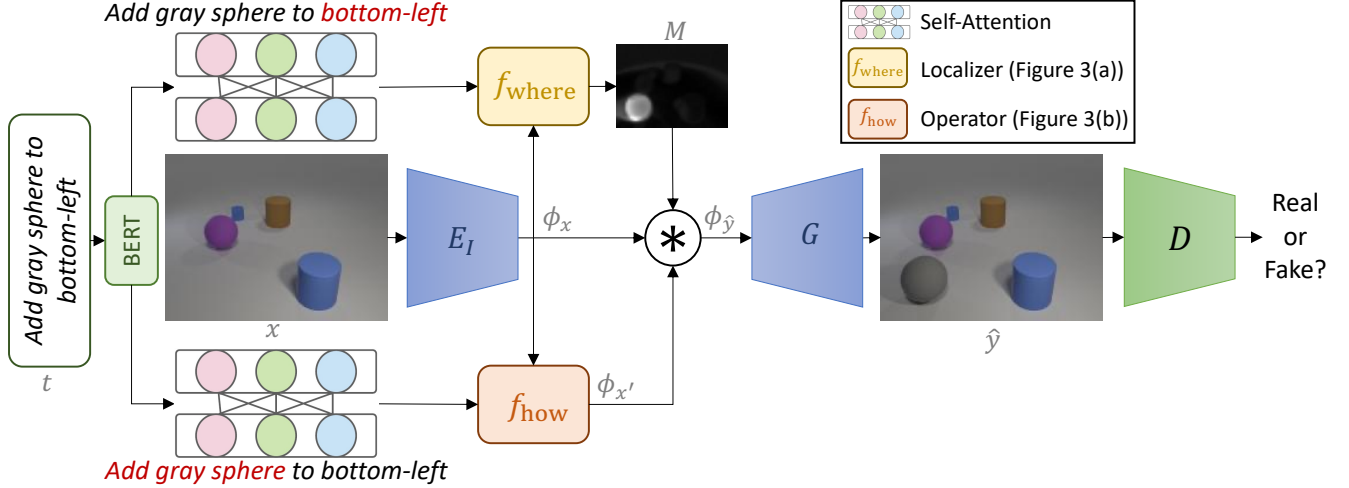 Add gray sphere to bottom-left
Add gray sphere to
bottom-left
t
BERT
x
E_I
f_where
M
ϕ_x
f_how
ϕ_x'
*
ϕ_ŷ
G
ŷ
D
Real
or
Fake?
Self-Attention
f_where Localizer (Figure 3(a))
f_how Operator (Figure 3(b))
Add gray sphere to bottom-left